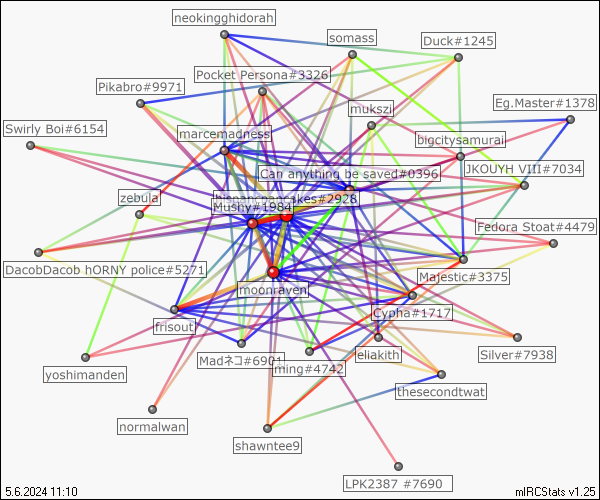 neokingghidorah
somass
Duck#1245
Pocket Persona#3326
Pikabro#9971
mukszi
Eg.Master#1378
Swirly Boi#6154
marcemadness
bigcitysamurai
Can anything be saved#0396
JKOUYH VIII#7034
zebula
hispanicpancakes#2928
Mushy#1984
Fedora Stoat#4479
DacobDacob hORNY police#5271
Majestic#3375
moonraven
Cypha#1717
frisout
Madネコ#6901
eliakith
Silver#7938
ming#4742
yoshimanden
thesecondtwat
normalwan
shawntee9
LPK2387 #7690
5.6.2024 11:10
mIRCStats v1.25